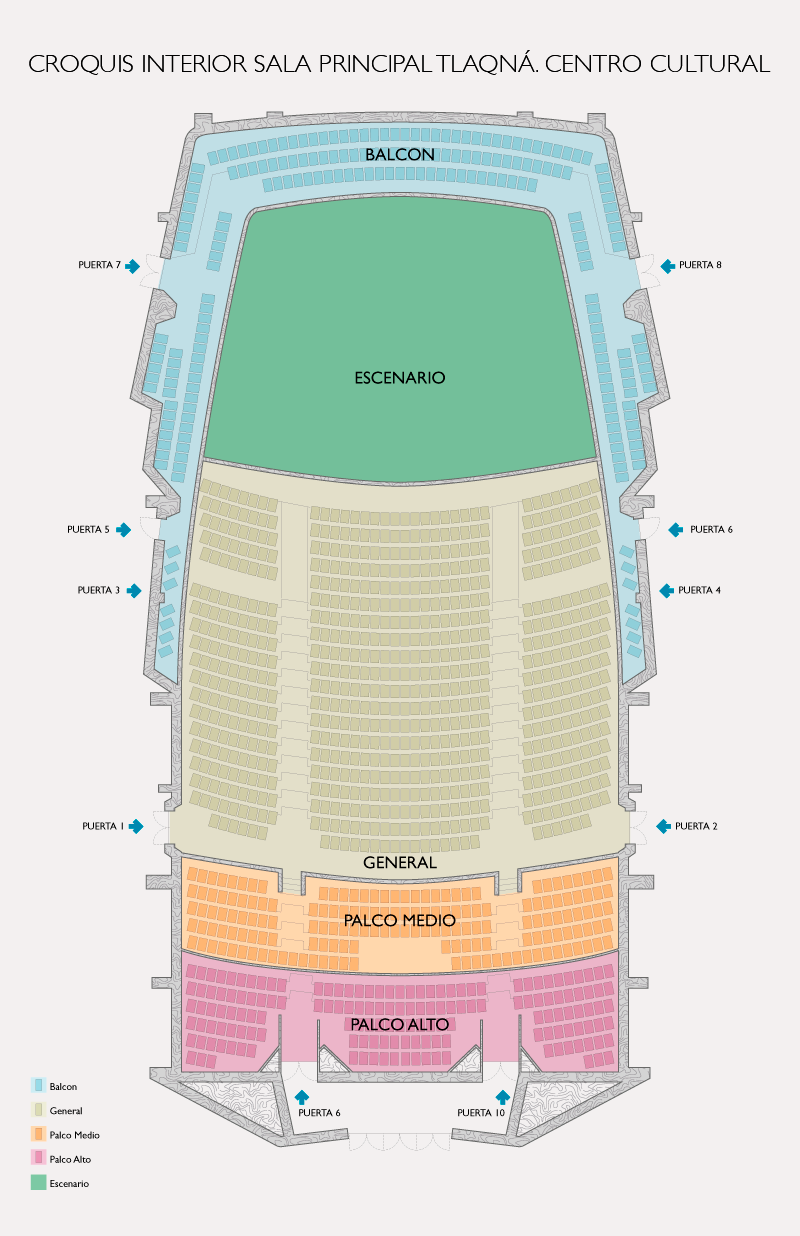 CROQUIS INTERIOR SALA PRINCIPAL TLAQNÁ. CENTRO CULTURAL
BALCON
PUERTA 7
PUERTA 8
ESCENARIO
PUERTA 5
PUERTA 6
PUERTA 3
PUERTA 4
PUERTA 1
PUERTA 2
GENERAL
PALCO MEDIO
PALCO ALTO
PUERTA 6
PUERTA 10
Balcon
General
Palco Medio
Palco Alto
Escenario